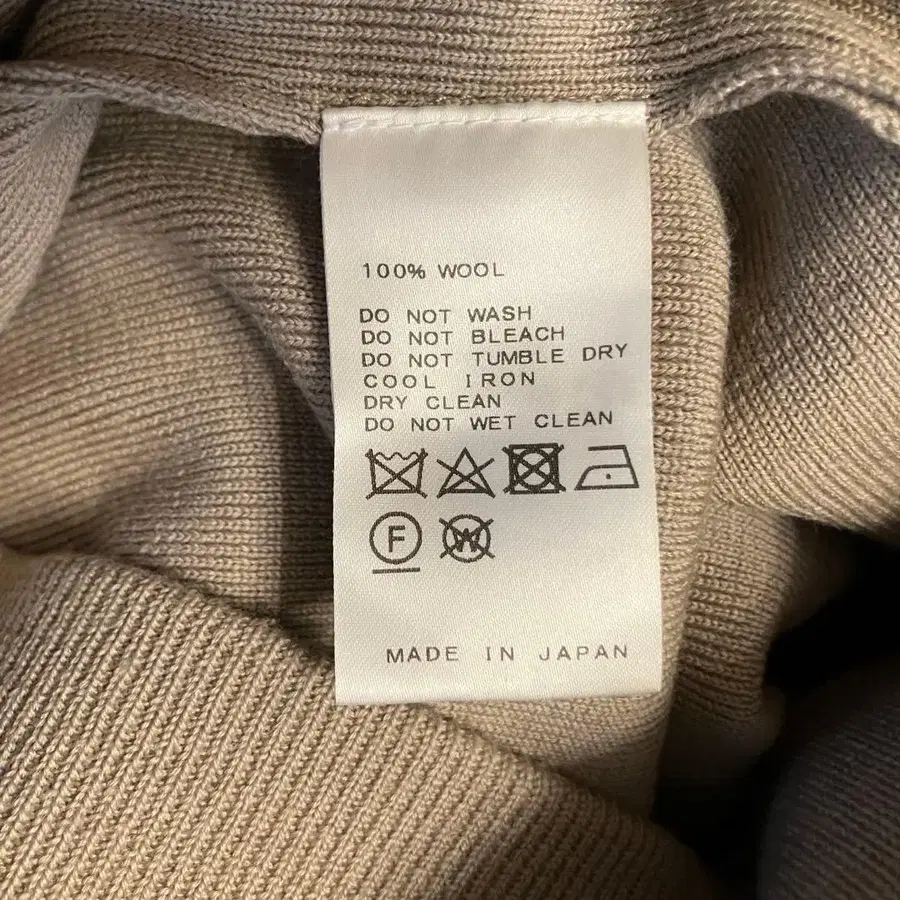 100% WOOL
DO NOT WASH
DO NOT BLEACH
DO NOT TUMBLE DRY
COOL IRON
DRY CLEAN
DO NOT WET CLEAN
F W
MADE IN JAPAN